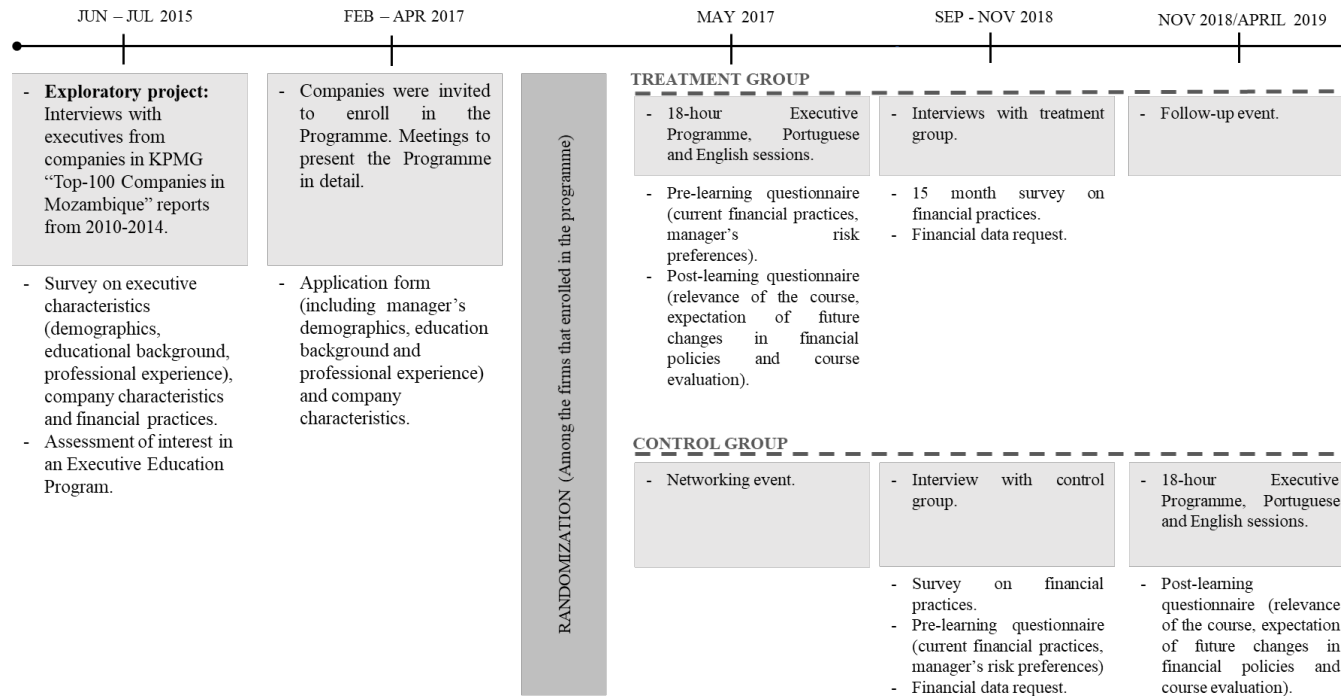 JUN – JUL 2015
FEB – APR 2017
MAY 2017
SEP - NOV 2018
NOV 2018/APRIL 2019
- Exploratory project:
Interviews with
executives from
companies in KPMG
“Top-100 Companies in
Mozambique” reports
from 2010-2014.
- Survey on executive
characteristics
(demographics,
educational background,
professional experience),
company characteristics
and financial practices.
- Assessment of interest in
an Executive Education
Program.
- Companies were invited
to enroll in the
Programme. Meetings to
present the Programme
in detail.
- Application form
(including manager’s
demographics, education
background and
professional experience)
and company
characteristics.
RANDOMIZATION (Among the firms that enrolled in the programme)
TREATMENT GROUP
- 18-hour Executive
Programme, Portuguese
and English sessions.
- Pre-learning questionnaire
(current financial practices,
manager’s risk
preferences).
- Post-learning questionnaire
(relevance of the course,
expectation of future
changes in financial
policies and course
evaluation).
- Interviews with treatment
group.
- 15 month survey on
financial practices.
- Financial data request.
- Follow-up event.
CONTROL GROUP
- Networking event.
- Interview with control
group.
- Survey on financial
practices.
- Pre-learning questionnaire
(current financial practices,
manager’s risk preferences)
- Financial data request.
- 18-hour Executive
Programme, Portuguese
and English sessions.
- Post-learning
questionnaire (relevance
of the course, expectation
of future changes in
financial policies and
course evaluation).